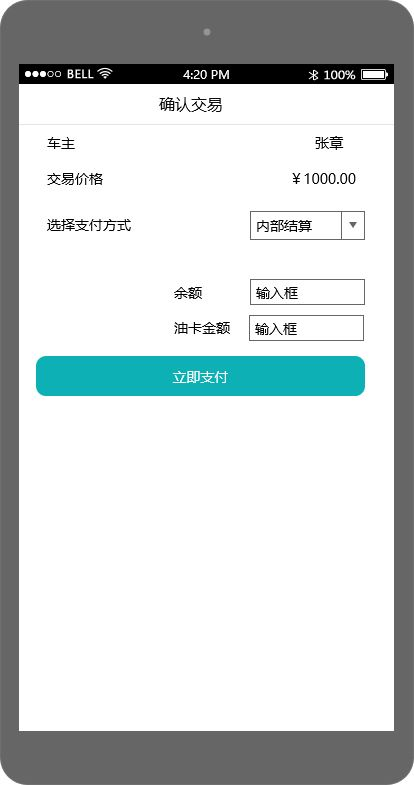 BELL 4:20 PM 100%
确认交易
车主 张章
交易价格 ¥1000.00
选择支付方式 内部结算
余额 输入框
油卡金额 输入框
立即支付